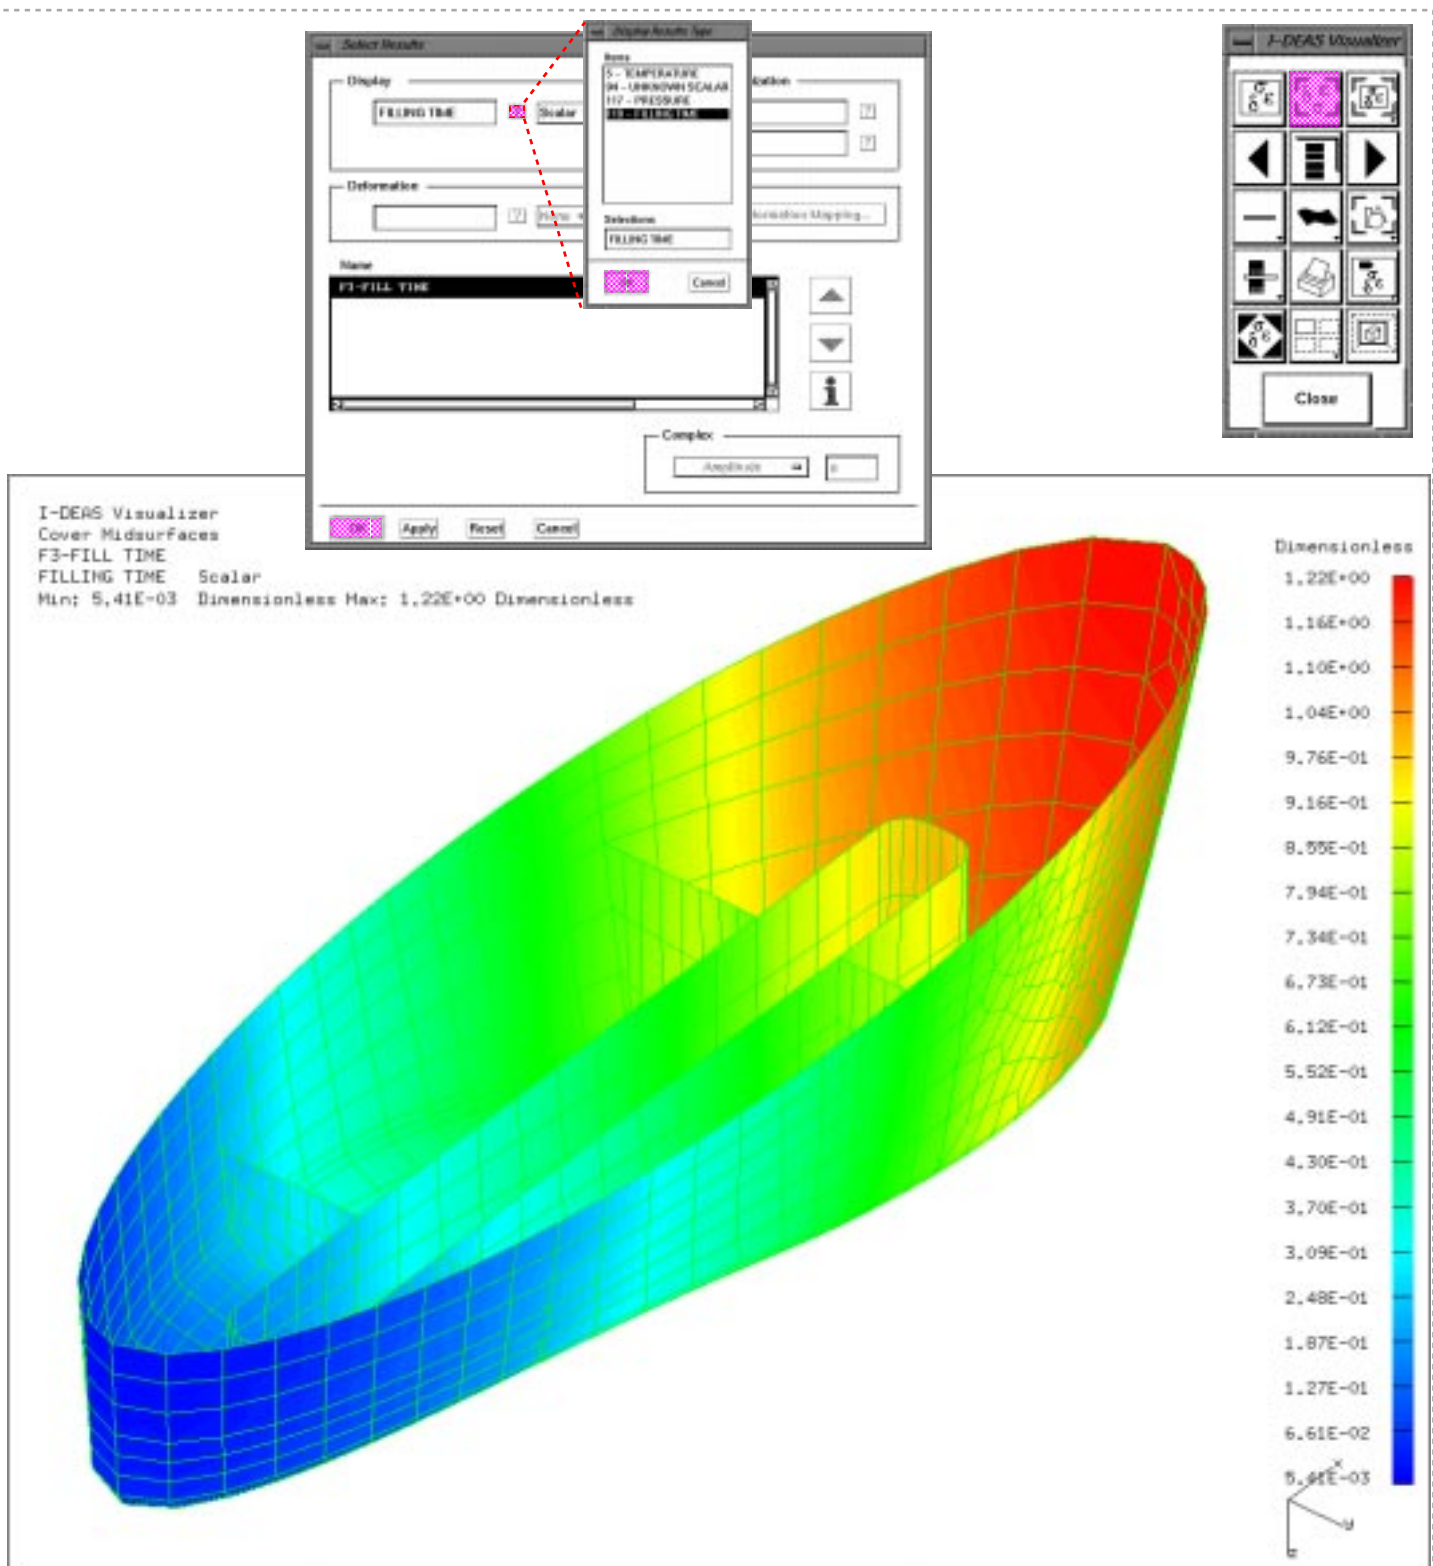 Select Results
Display
FILLING TIME
Scalar
Deformation
Name
F3-FILL TIME
Complex
Amplitude
OK
Apply
Reset
Cancel
Display Results Type
Items
5 - TEMPERATURE
94 - UNKNOWN SCALAR
117 - PRESSURE
FILLING TIME
Selections
FILLING TIME
OK
Cancel
I-DEAS Visualizer
Close
I-DEAS Visualizer
Cover Midsurfaces
F3-FILL TIME
FILLING TIME Scalar
Min: 5.41E-03 Dimensionless Max: 1.22E+00 Dimensionless
Dimensionless
1.22E+00
1.16E+00
1.10E+00
1.04E+00
9.76E-01
9.16E-01
8.55E-01
7.94E-01
7.34E-01
6.73E-01
6.12E-01
5.52E-01
4.91E-01
4.30E-01
3.70E-01
3.09E-01
2.48E-01
1.87E-01
1.27E-01
6.61E-02
5.41E-03
x
y